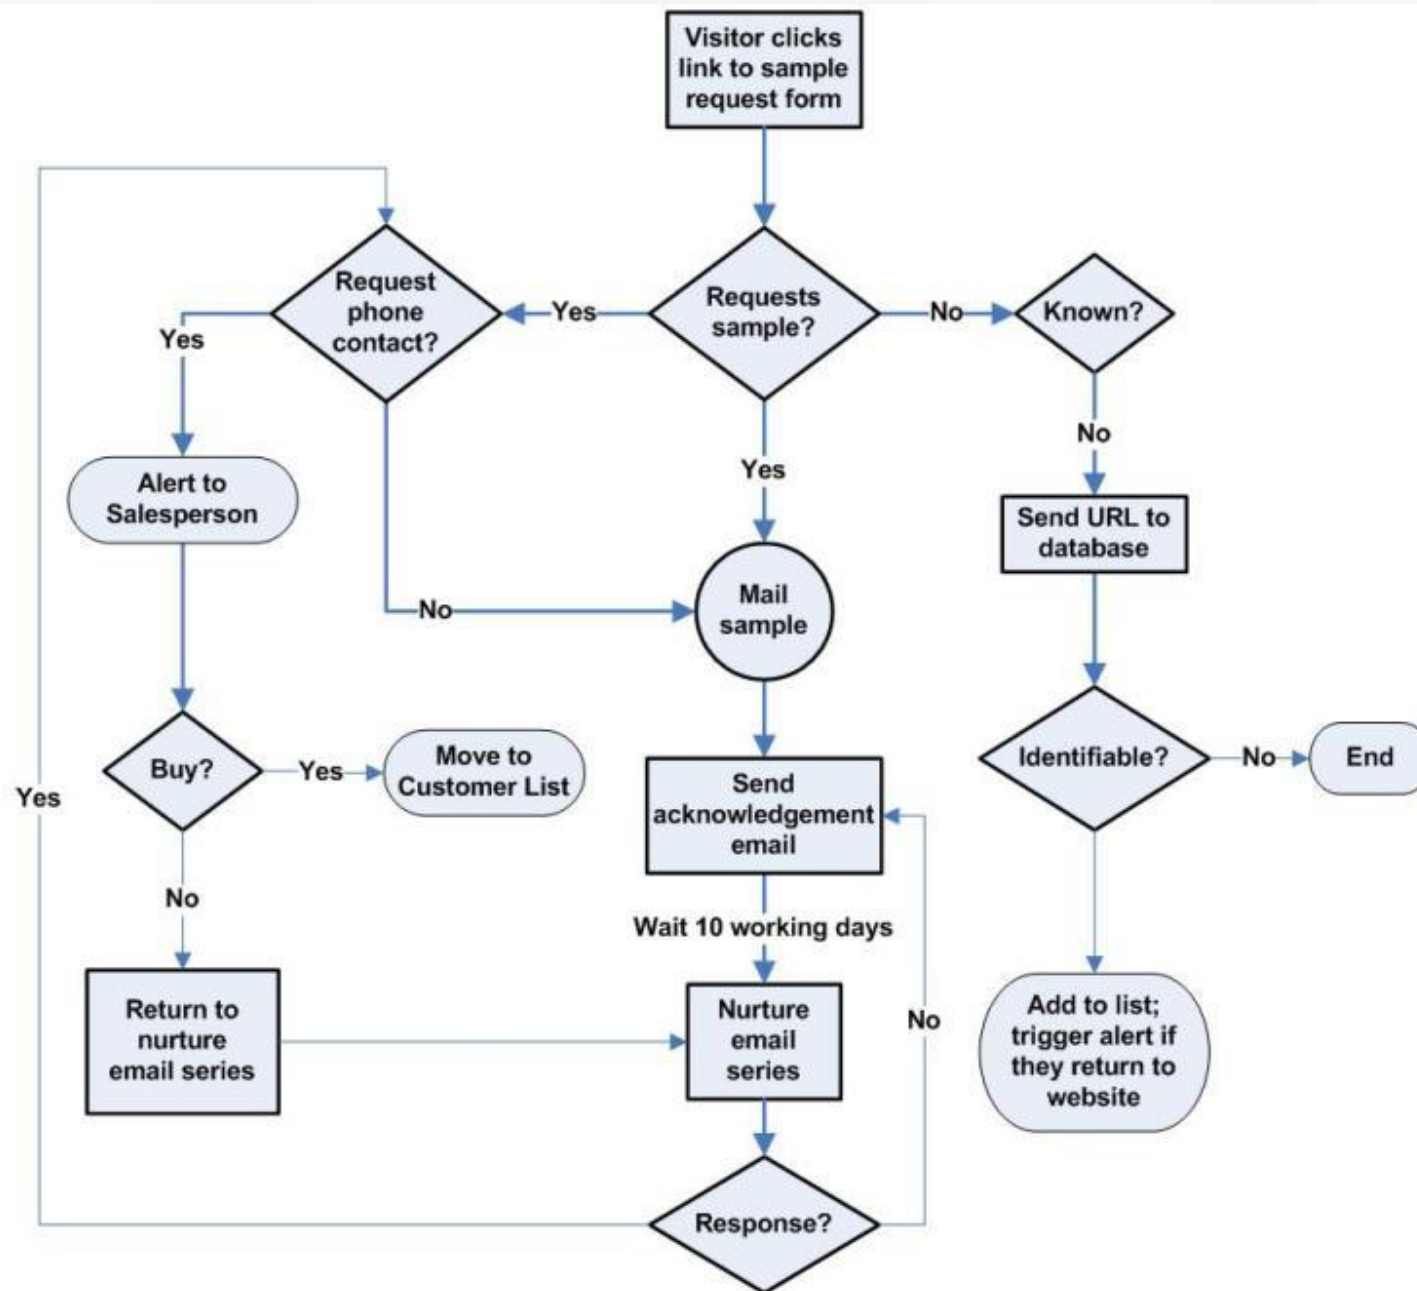 Visitor clicks
link to sample
request form
Request
phone
contact?
Yes
Requests
sample?
No
Known?
Yes
No
Yes
Alert to
Salesperson
Send URL to
database
No
Mail
sample
Buy?
Yes
Move to
Customer List
Send
acknowledgement
email
Identifiable?
No
End
Yes
No
Wait 10 working days
Return to
nurture
email series
Nurture
email
series
No
Add to list;
trigger alert if
they return to
website
Response?